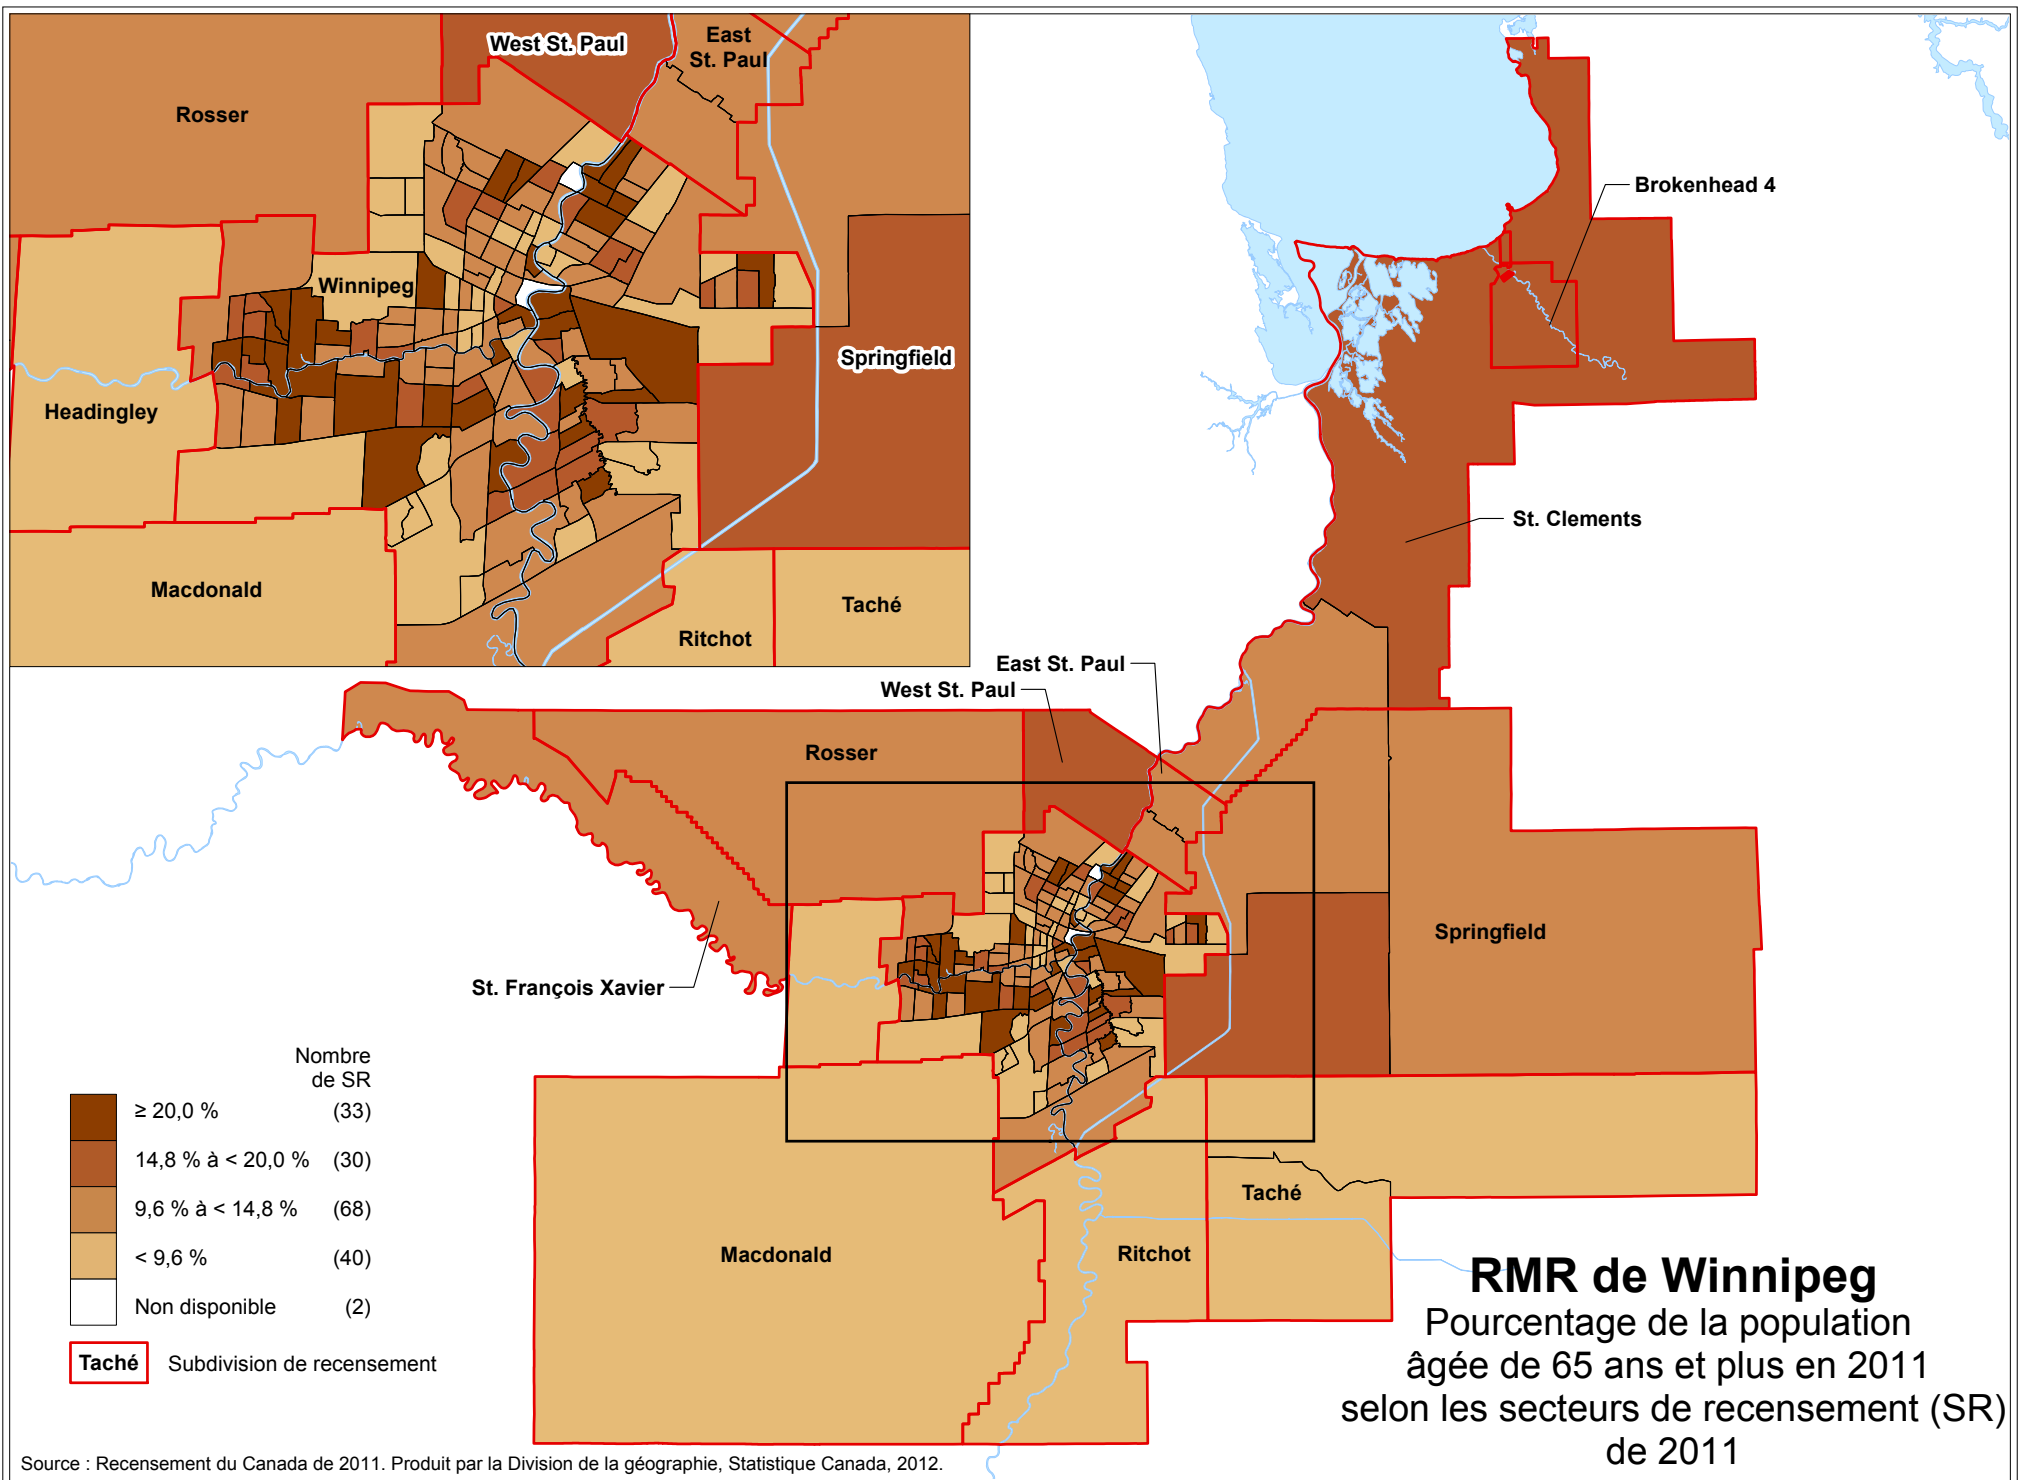 West St. Paul
East
St. Paul
Rosser
Winnipeg
Springfield
Headingley
Macdonald
Taché
Ritchot
Brokenhead 4
St. Clements
East St. Paul
West St. Paul
Rosser
Springfield
St. François Xavier
Taché
Macdonald
Ritchot
Nombre
de SR
≥ 20,0 % (33)
14,8 % à < 20,0 % (30)
9,6 % à < 14,8 % (68)
< 9,6 % (40)
Non disponible (2)
Taché Subdivision de recensement
RMR de Winnipeg
Pourcentage de la population
âgée de 65 ans et plus en 2011
selon les secteurs de recensement (SR)
de 2011
Source : Recensement du Canada de 2011. Produit par la Division de la géographie, Statistique Canada, 2012.